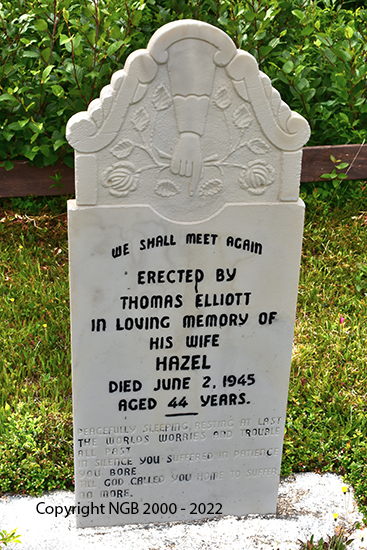 WE SHALL MEET AGAIN
ERECTED BY
THOMAS ELLIOTT
IN LOVING MEMORY OF
HIS WIFE
HAZEL
DIED JUNE 2, 1945
AGED 44 YEARS.
PEACEFULLY SLEEPING, RESTING AT LAST
THE WORLDS WORRIES AND TROUBLE
ALL PAST
IN SILENCE YOU SUFFERED IN PATIENCE
YOU BORE
TILL GOD CALLED YOU HOME TO SUFFER
NO MORE.
Copyright NGB 2000 - 2022